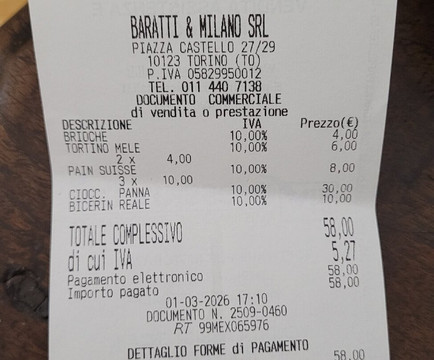 BARATTI & MILANO SRL
PIAZZA CASTELLO 27/29
10123 TORINO (TO)
P.IVA 05829950012
TEL. 011 440 7138
DOCUMENTO COMMERCIALE
di vendita o prestazione
DESCRIZIONE IVA Prezzo(€)
BRIOCHE 10,00% 4,00
TORTINO MELE 10,00% 6,00
2 x 4,00
PAIN SUISSE 10,00% 8,00
3 x 10,00
CIOCC. PANNA 10,00% 30,00
BICERIN REALE 10,00% 10,00
TOTALE COMPLESSIVO 58,00
di cui IVA 5,27
Pagamento elettronico 58,00
Importo pagato 58,00
01-03-2026 17:10
DOCUMENTO N. 2509-0460
RT 99MEX065976
DETTAGLIO FORME di PAGAMENTO
58,00